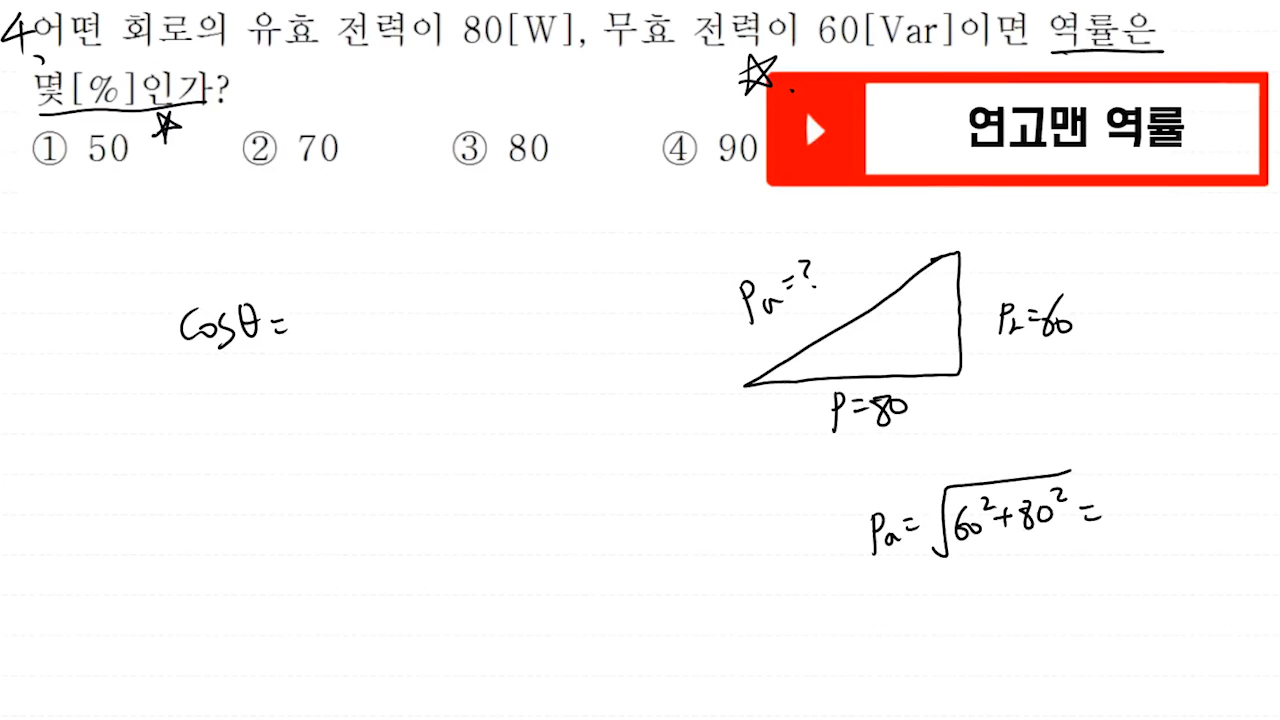 4. 어떤 회로의 유효 전력이 80[W], 무효 전력이 60[Var]이면 역률은
몇[%]인가?
① 50 ② 70 ③ 80 ④ 90
연고맨 역률
cosθ=
Pa=?
Pr=60
P=80
Pa=√60²+80²=